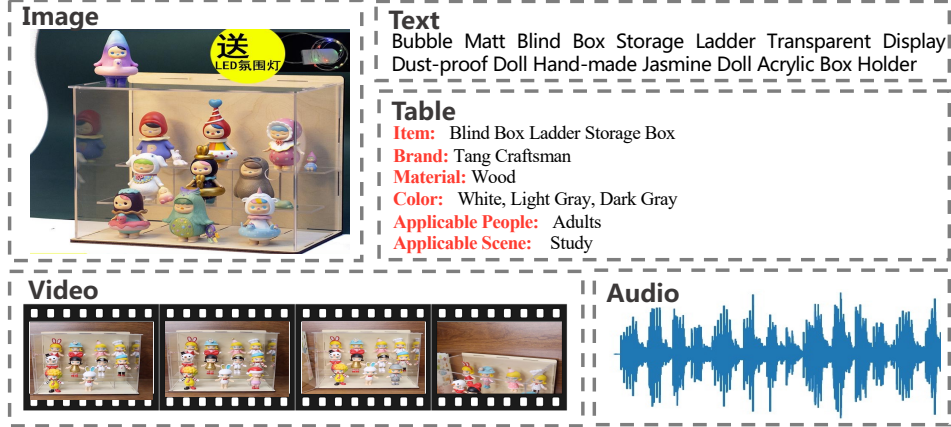 Image
送
LED氛围灯
Text
Bubble Matt Blind Box Storage Ladder Transparent Display
Dust-proof Doll Hand-made Jasmine Doll Acrylic Box Holder
Table
Item: Blind Box Ladder Storage Box
Brand: Tang Craftsman
Material: Wood
Color: White, Light Gray, Dark Gray
Applicable People: Adults
Applicable Scene: Study
Video
Audio